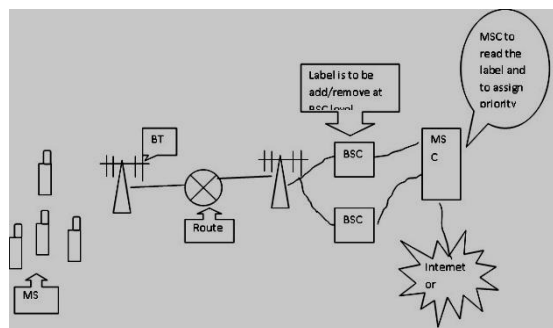 MSC to
read the
label and
to assign
priority
Label is to be
add/remove at
BSC level
BT
BSC
MS
C
Route
BSC
Internet
or
MS